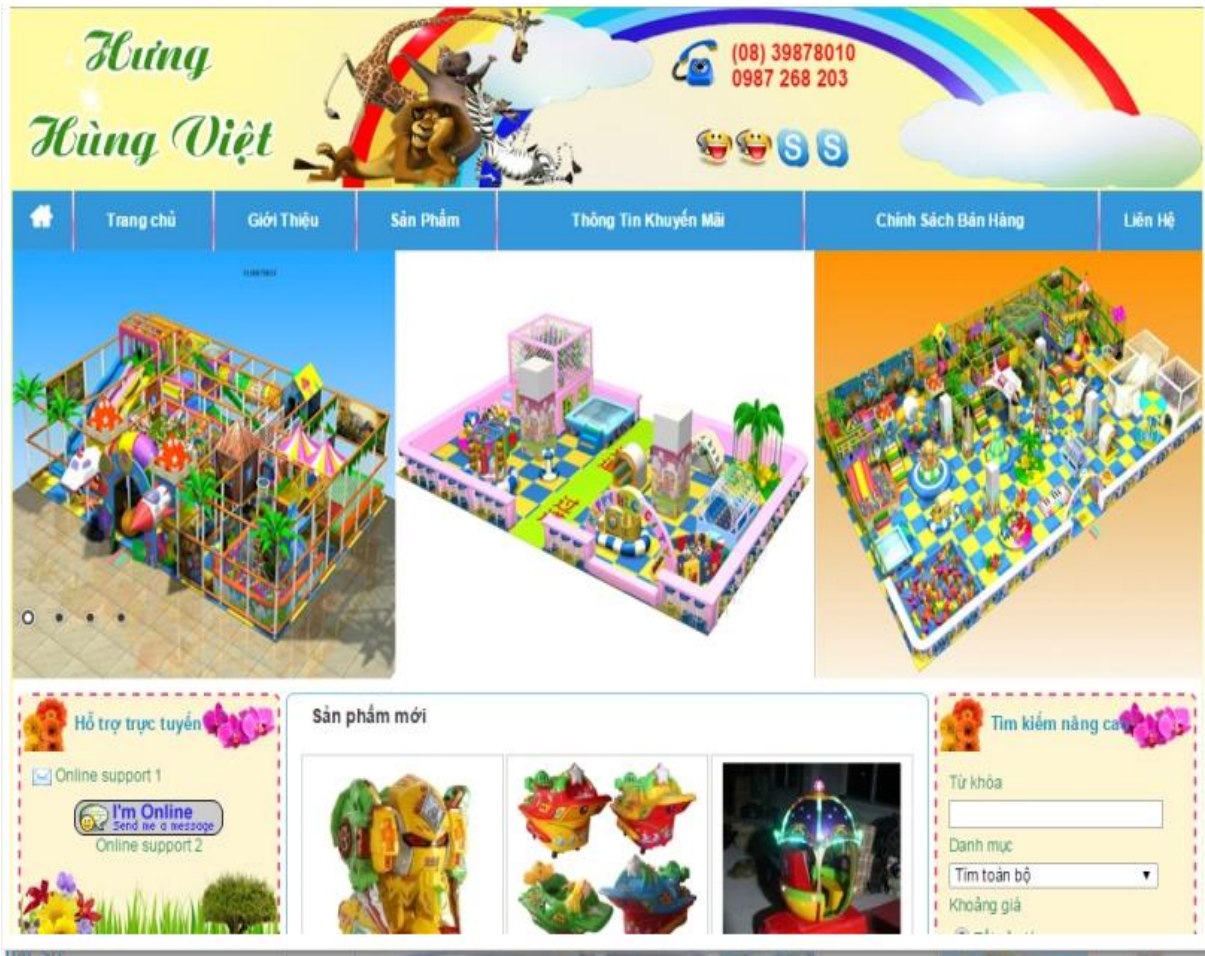 Hưng
Hùng Việt
(08) 39878010
0987 268 203
S S
Trang chủ
Giới Thiệu
Sản Phẩm
Thông Tin Khuyến Mãi
Chính Sách Bán Hàng
Liên Hệ
Hỗ trợ trực tuyến
Online support 1
I'm Online
Send me a message
Online support 2
Sản phẩm mới
Tìm kiếm nâng cao
Từ khóa
Danh mục
Tìm toàn bộ
Khoảng giá